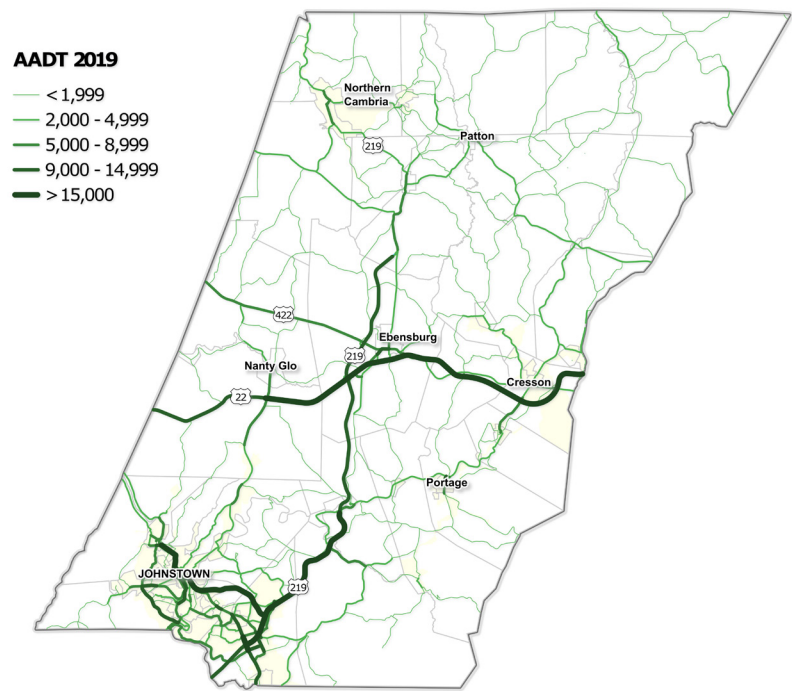 AADT 2019
< 1,999
2,000 - 4,999
5,000 - 8,999
9,000 - 14,999
> 15,000
Northern
Cambria
Patton
219
422
Ebensburg
219
Nanty Glo
Cresson
22
Portage
JOHNSTOWN
219